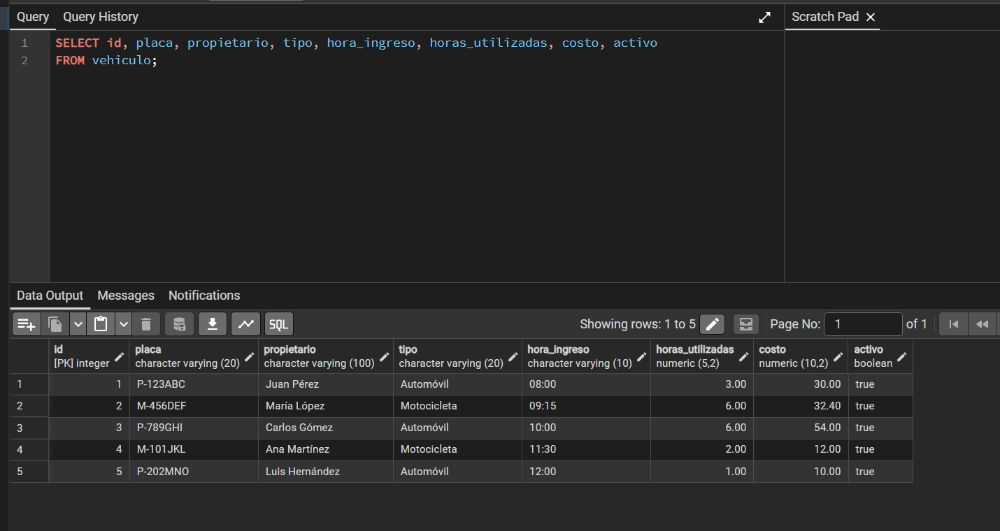 Query Query History Scratch Pad
1 SELECT id, placa, propietario, tipo, hora_ingreso, horas_utilizadas, costo, activo
2 FROM vehiculo;
Data Output Messages Notifications
SQL Showing rows: 1 to 5 Page No: 1 of 1
id placa propietario tipo hora_ingreso horas_utilizadas costo activo
[PK] integer character varying (20) character varying (100) character varying (20) character varying (10) numeric (5,2) numeric (10,2) boolean
1 1 P-123ABC Juan Pérez Automóvil 08:00 3.00 30.00 true
2 2 M-456DEF María López Motocicleta 09:15 6.00 32.40 true
3 3 P-789GHI Carlos Gómez Automóvil 10:00 6.00 54.00 true
4 4 M-101JKL Ana Martínez Motocicleta 11:30 2.00 12.00 true
5 5 P-202MNO Luis Hernández Automóvil 12:00 1.00 10.00 true